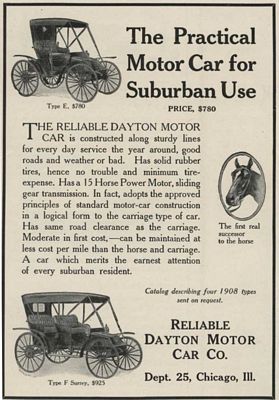 The Practical
Motor Car for
Suburban Use
PRICE, $780
Type E, $780
THE RELIABLE DAYTON MOTOR
CAR is constructed along sturdy lines
for every day service the year around, good
roads and weather or bad. Has solid rubber
tires, hence no trouble and minimum tire-
expense. Has a 15 Horse Power Motor, sliding
gear transmission. In fact, adopts the approved
principles of standard motor-car construction
in a logical form to the carriage type of car.
Has same road clearance as the carriage.
Moderate in first cost,—can be maintained at
less cost per mile than the horse and carriage.
A car which merits the earnest attention
of every suburban resident.
The first real
successor
to the horse
Catalog describing four 1908 types
sent on request.
Type F Surrey, $925
RELIABLE
DAYTON MOTOR
CAR CO.
Dept. 25, Chicago, Ill.